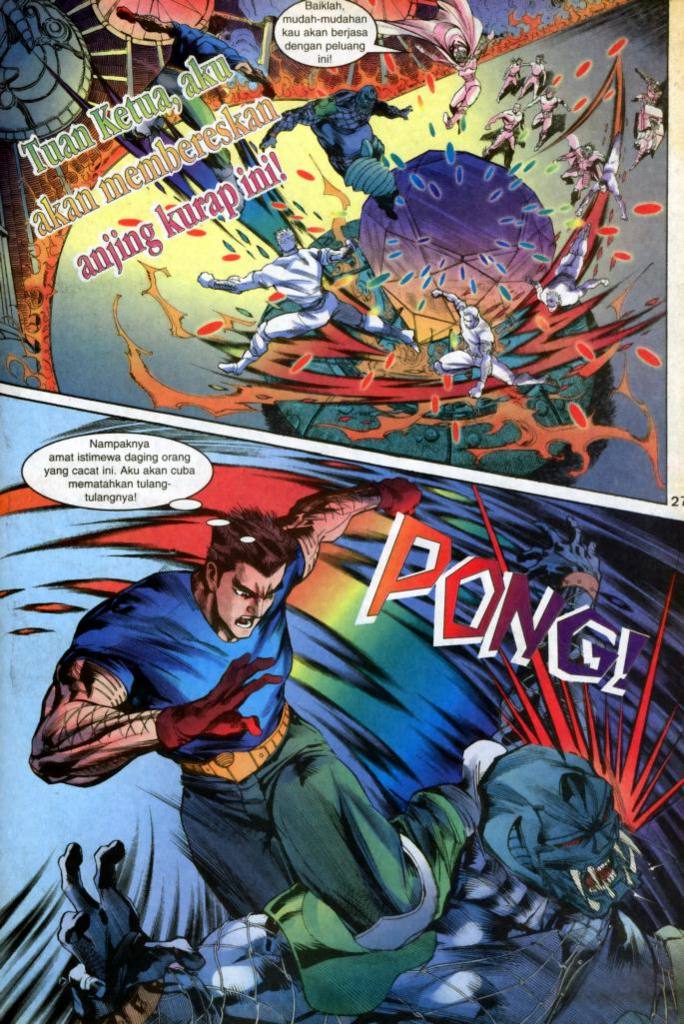 Baiklah,
mudah-mudahan
kau akan berjasa
dengan peluang
ini!
Tuan Ketua, aku
akan membereskan
anjing kurap ini!
27
Nampaknya
amat istimewa daging orang
yang cacat ini. Aku akan cuba
mematahkan tulang-
tulangnya!
PONG!